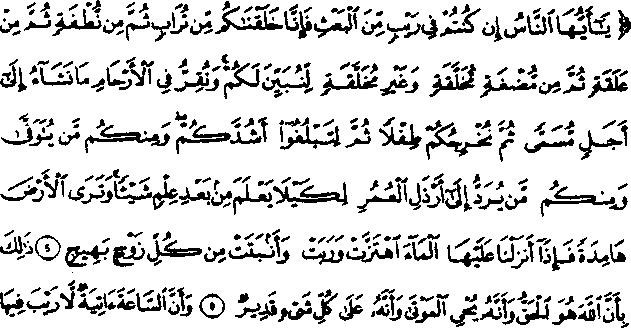 ﴿ يَـٰٓأَيُّهَا ٱلنَّاسُ إِن كُنتُمۡ فِي رَيۡبٖ مِّنَ ٱلۡبَعۡثِ فَإِنَّا خَلَقۡنَٰكُم مِّن تُرَابٖ ثُمَّ مِن نُّطۡفَةٖ ثُمَّ مِنۡ
عَلَقَةٖ ثُمَّ مِن مُّضۡغَةٖ مُّخَلَّقَةٖ وَغَيۡرِ مُخَلَّقَةٖ لِّنُبَيِّنَ لَكُمۡۚ وَنُقِرُّ فِي ٱلۡأَرۡحَامِ مَا نَشَآءُ إِلَىٰٓ
أَجَلٖ مُّسَمّٗى ثُمَّ نُخۡرِجُكُمۡ طِفۡلٗا ثُمَّ لِتَبۡلُغُوٓاْ أَشُدَّكُمۡۖ وَمِنكُم مَّن يُتَوَفَّىٰ
وَمِنكُم مَّن يُرَدُّ إِلَىٰٓ أَرۡذَلِ ٱلۡعُمُرِ لِكَيۡلَا يَعۡلَمَ مِنۢ بَعۡدِ عِلۡمٖ شَيۡـٔٗاۚ وَتَرَى ٱلۡأَرۡضَ
هَامِدَةٗ فَإِذَآ أَنزَلۡنَا عَلَيۡهَا ٱلۡمَآءَ ٱهۡتَزَّتۡ وَرَبَتۡ وَأَنۢبَتَتۡ مِن كُلِّ زَوۡجِۭ بَهِيجٖ ٤ ذَٰلِكَ
بِأَنَّ ٱللَّهَ هُوَ ٱلۡحَقُّ وَأَنَّهُۥ يُحۡيِ ٱلۡمَوۡتَىٰ وَأَنَّهُۥ عَلَىٰ كُلِّ شَيۡءٖ قَدِيرٞ ٥ وَأَنَّ ٱلسَّاعَةَ ءَاتِيَةٞ لَّا رَيۡبَ فِيهَا